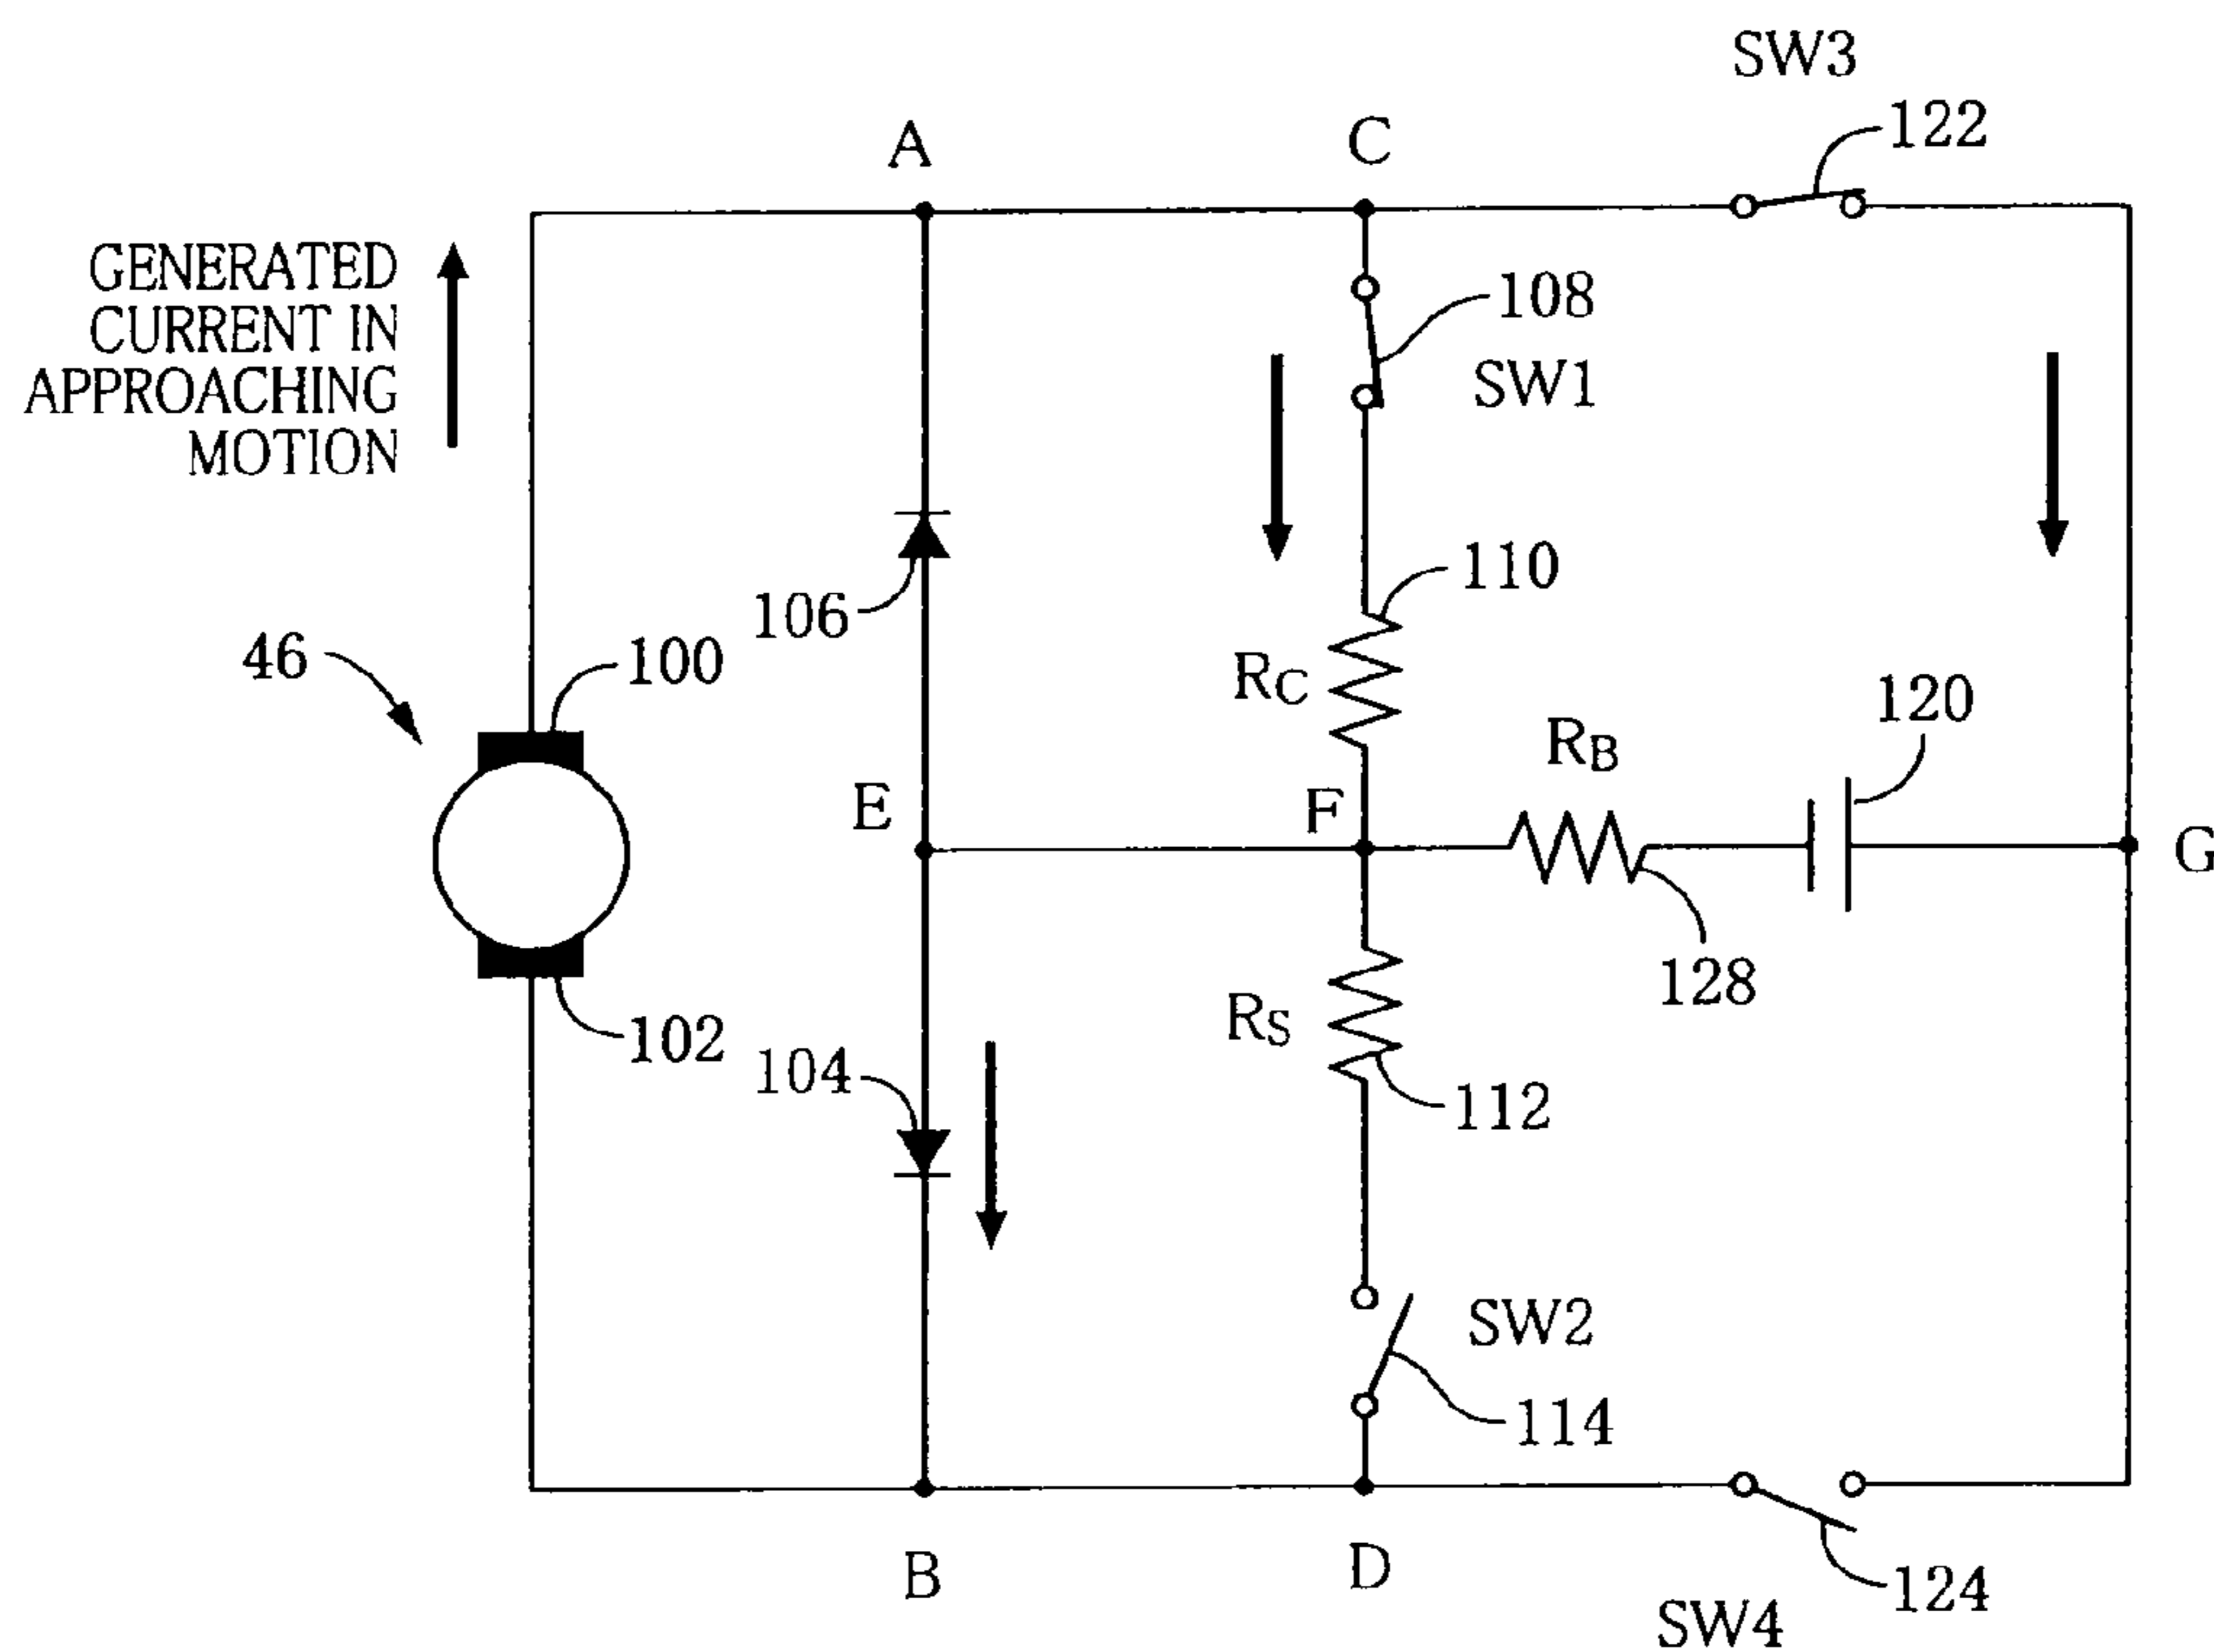 SW3
A
C
122
GENERATED
CURRENT IN
APPROACHING
MOTION
108
SW1
110
106
46
100
RC
RB
120
E
F
G
128
RS
102
104
112
SW2
114
B
D
124
SW4